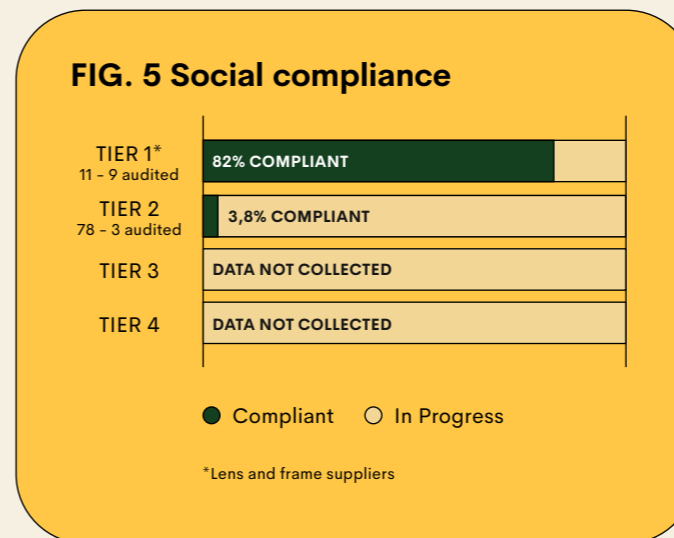 FIG. 5 Social compliance
TIER 1*
11 - 9 audited
82% COMPLIANT
TIER 2
78 - 3 audited
3,8% COMPLIANT
TIER 3
DATA NOT COLLECTED
TIER 4
DATA NOT COLLECTED
Compliant
In Progress
*Lens and frame suppliers